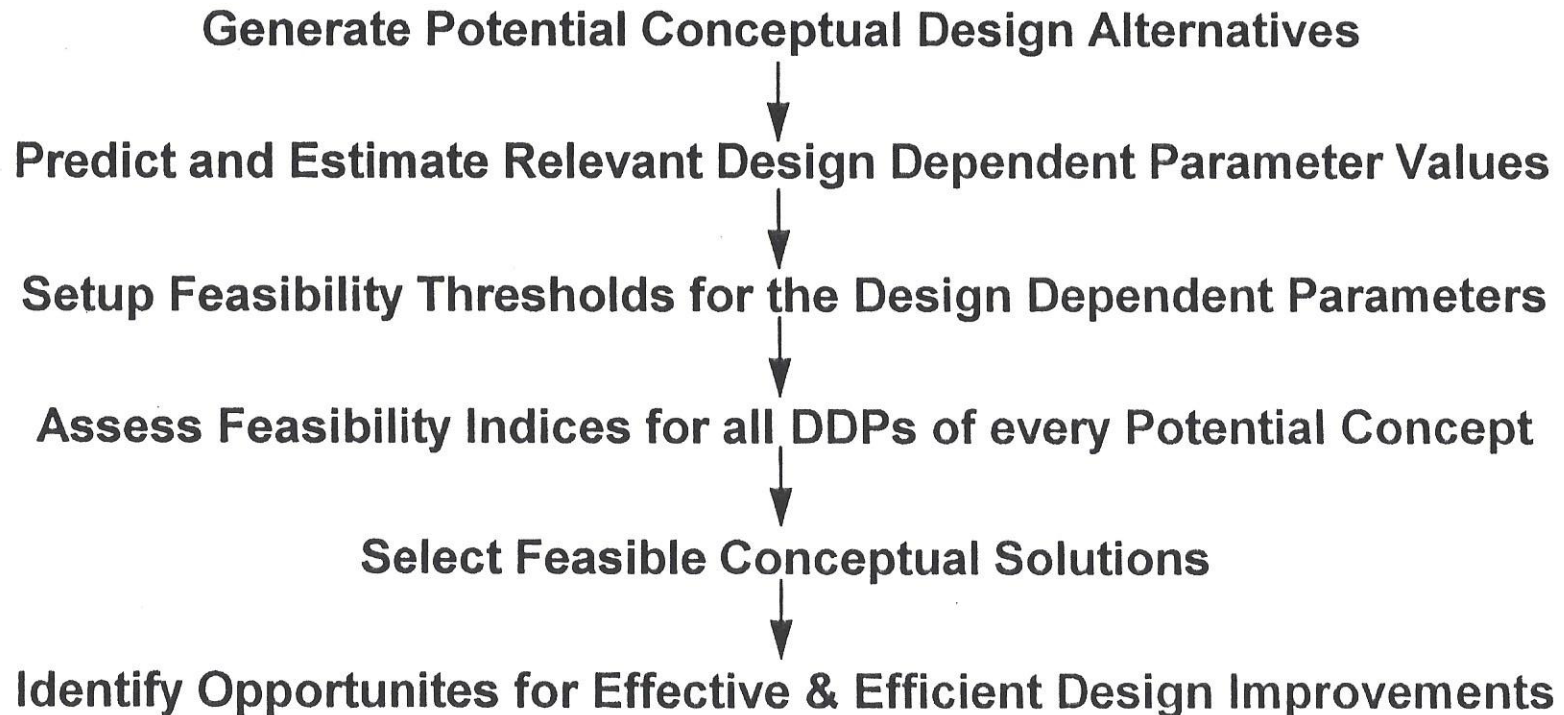 Generate Potential Conceptual Design Alternatives
Predict and Estimate Relevant Design Dependent Parameter Values
Setup Feasibility Thresholds for the Design Dependent Parameters
Assess Feasibility Indices for all DDPs of every Potential Concept
Select Feasible Conceptual Solutions
Identify Opportunites for Effective & Efficient Design Improvements